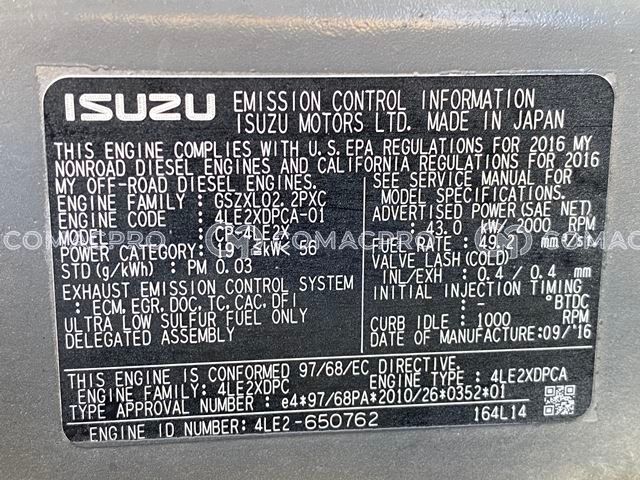 ISUZU EMISSION CONTROL INFORMATION
ISUZU MOTORS LTD. MADE IN JAPAN
THIS ENGINE COMPLIES WITH U.S.EPA REGULATIONS FOR 2016 MY
NONROAD DIESEL ENGINES AND CALIFORNIA REGULATIONS FOR 2016
MY OFF-ROAD DIESEL ENGINES.
ENGINE FAMILY : GSZXL02.2PXC
ENGINE CODE : 4LE2XDPCA-01
MODEL : CP-4LE2X
POWER CATEGORY: 19 ≦kW< 56
STD (g/kWh) : PM 0.03
EXHAUST EMISSION CONTROL SYSTEM
: ECM,EGR,DOC,TC,CAC,DFI
ULTRA LOW SULFUR FUEL ONLY
DELEGATED ASSEMBLY
SEE SERVICE MANUAL FOR
MODEL SPECIFICATIONS.
ADVERTISED POWER (SAE NET)
: 43.0 kW/ 2000 RPM
FUEL RATE : 49.2 mm³/st
VALVE LASH (COLD)
IN./EXH : 0.4 / 0.4 mm
INITIAL INJECTION TIMING
: - °BTDC
CURB IDLE : 1000 RPM
DATE OF MANUFACTURE:09/'16
THIS ENGINE IS CONFORMED 97/68/EC DIRECTIVE
ENGINE FAMILY: 4LE2XDPC ENGINE TYPE : 4LE2XDPCA
TYPE APPROVAL NUMBER : e4*97/68PA*2010/26*0352*01
ENGINE ID NUMBER : 4LE2-650762 164L14
COMACPRO COMACPRO